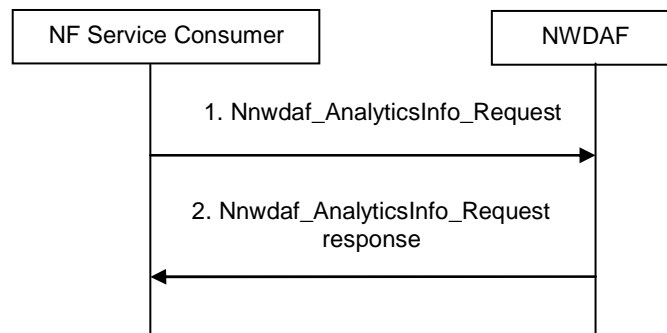 NF Service Consumer
NWDAF
1. Nnwdaf_AnalyticsInfo_Request
2. Nnwdaf_AnalyticsInfo_Request
response